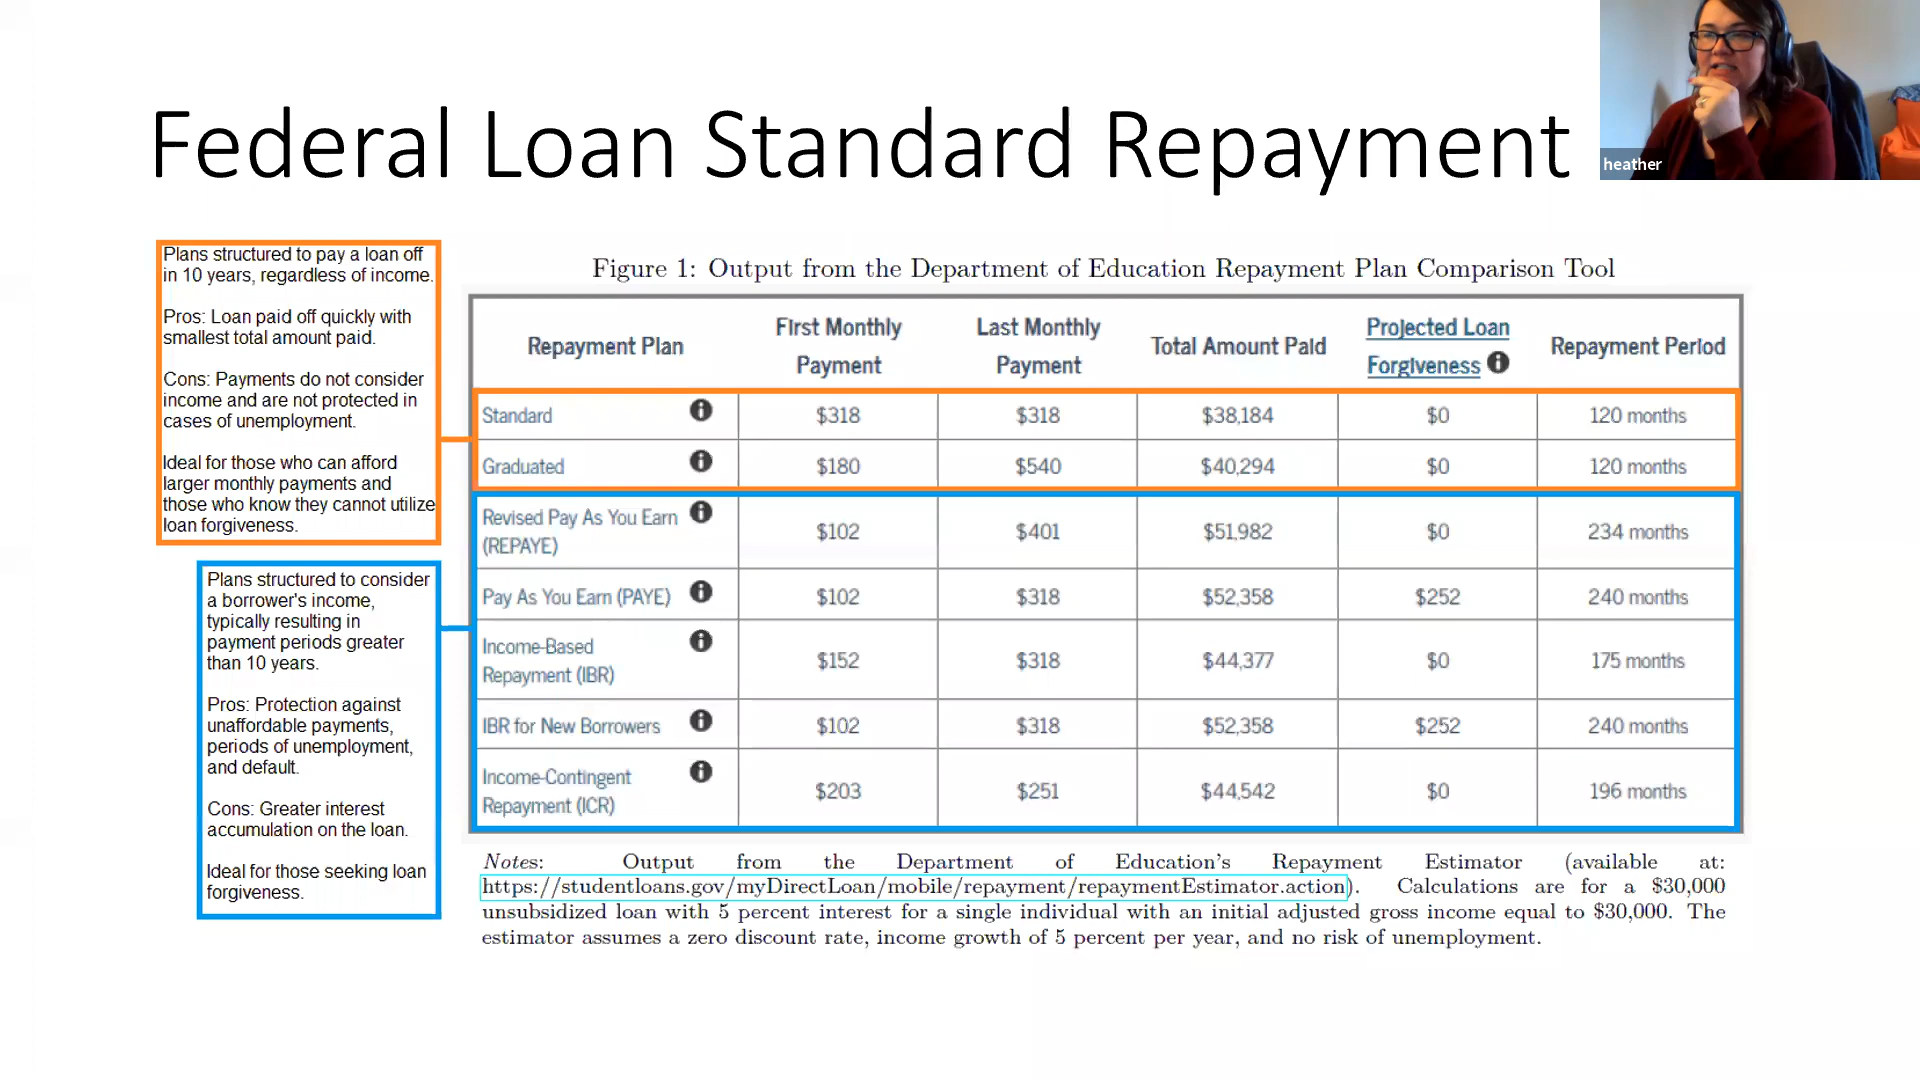 Federal Loan Standard Repayment
heather
Plans structured to pay a loan off
in 10 years, regardless of income.
Pros: Loan paid off quickly with
smallest total amount paid.
Cons: Payments do not consider
income and are not protected in
cases of unemployment.
Ideal for those who can afford
larger monthly payments and
those who know they cannot utilize
loan forgiveness.
Plans structured to consider
a borrower's income,
typically resulting in
payment periods greater
than 10 years.
Pros: Protection against
unaffordable payments,
periods of unemployment,
and default.
Cons: Greater interest
accumulation on the loan.
Ideal for those seeking loan
forgiveness.
Figure 1: Output from the Department of Education Repayment Plan Comparison Tool
Repayment Plan First Monthly Payment Last Monthly Payment Total Amount Paid Projected Loan Forgiveness Repayment Period
Standard $318 $318 $38,184 $0 120 months
Graduated $180 $540 $40,294 $0 120 months
Revised Pay As You Earn (REPAYE) $102 $401 $51,982 $0 234 months
Pay As You Earn (PAYE) $102 $318 $52,358 $252 240 months
Income-Based Repayment (IBR) $152 $318 $44,377 $0 175 months
IBR for New Borrowers $102 $318 $52,358 $252 240 months
Income-Contingent Repayment (ICR) $203 $251 $44,542 $0 196 months
Notes: Output from the Department of Education's Repayment Estimator (available at:
https://studentloans.gov/myDirectLoan/mobile/repayment/repaymentEstimator.action). Calculations are for a $30,000
unsubsidized loan with 5 percent interest for a single individual with an initial adjusted gross income equal to $30,000. The
estimator assumes a zero discount rate, income growth of 5 percent per year, and no risk of unemployment.